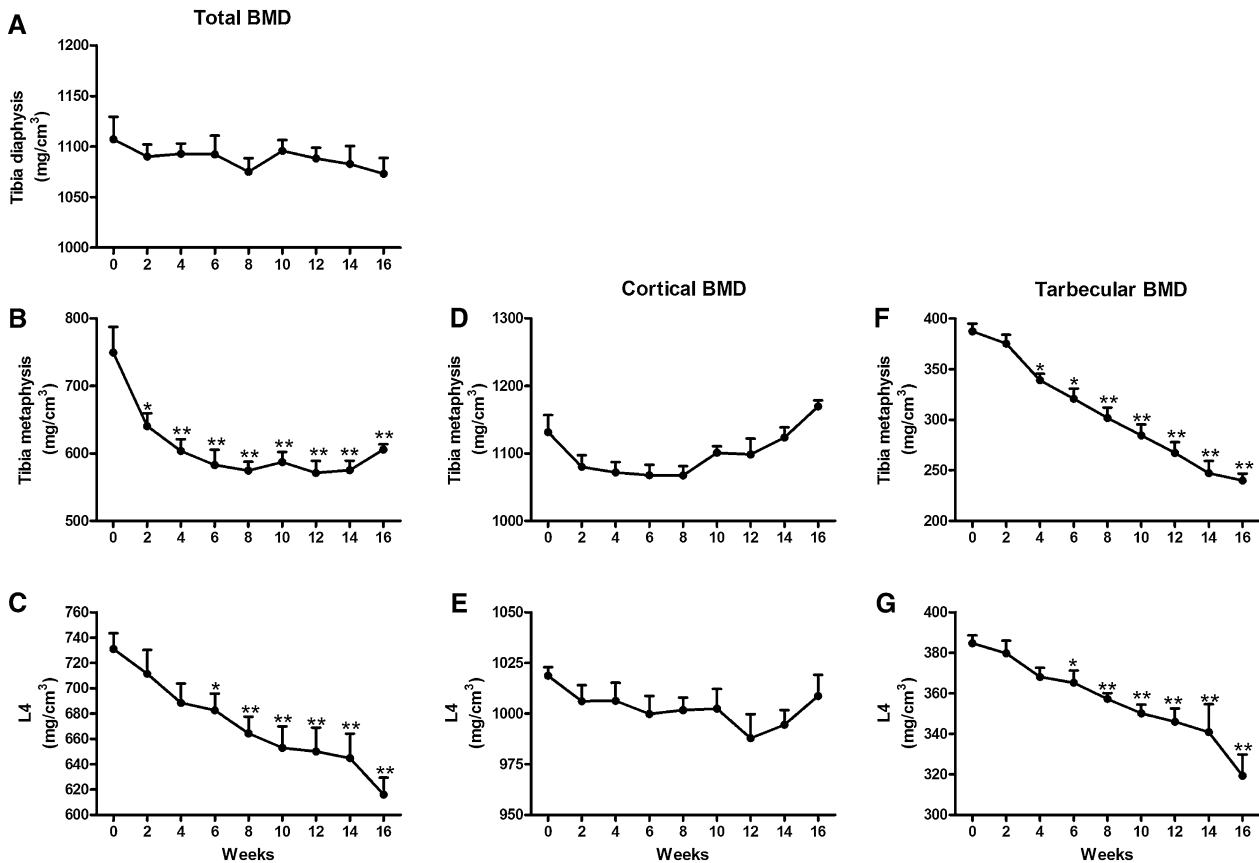 Total BMD
A
Tibia diaphysis
(mg/cm³)
1200
1150
1100
1050
1000
0 2 4 6 8 10 12 14 16
B
Tibia metaphysis
(mg/cm³)
800
700
600
500
* ** ** ** ** ** ** **
0 2 4 6 8 10 12 14 16
C
L4
(mg/cm³)
760
740
720
700
680
660
640
620
600
* ** ** ** ** **
0 2 4 6 8 10 12 14 16
Weeks
Cortical BMD
D
Tibia metaphysis
(mg/cm³)
1300
1200
1100
1000
0 2 4 6 8 10 12 14 16
E
L4
(mg/cm³)
1050
1025
1000
975
950
0 2 4 6 8 10 12 14 16
Weeks
Tarbecular BMD
F
Tibia metaphysis
(mg/cm³)
400
350
300
250
200
* * ** ** ** ** **
0 2 4 6 8 10 12 14 16
G
L4
(mg/cm³)
400
380
360
340
320
300
* ** ** ** ** **
0 2 4 6 8 10 12 14 16
Weeks